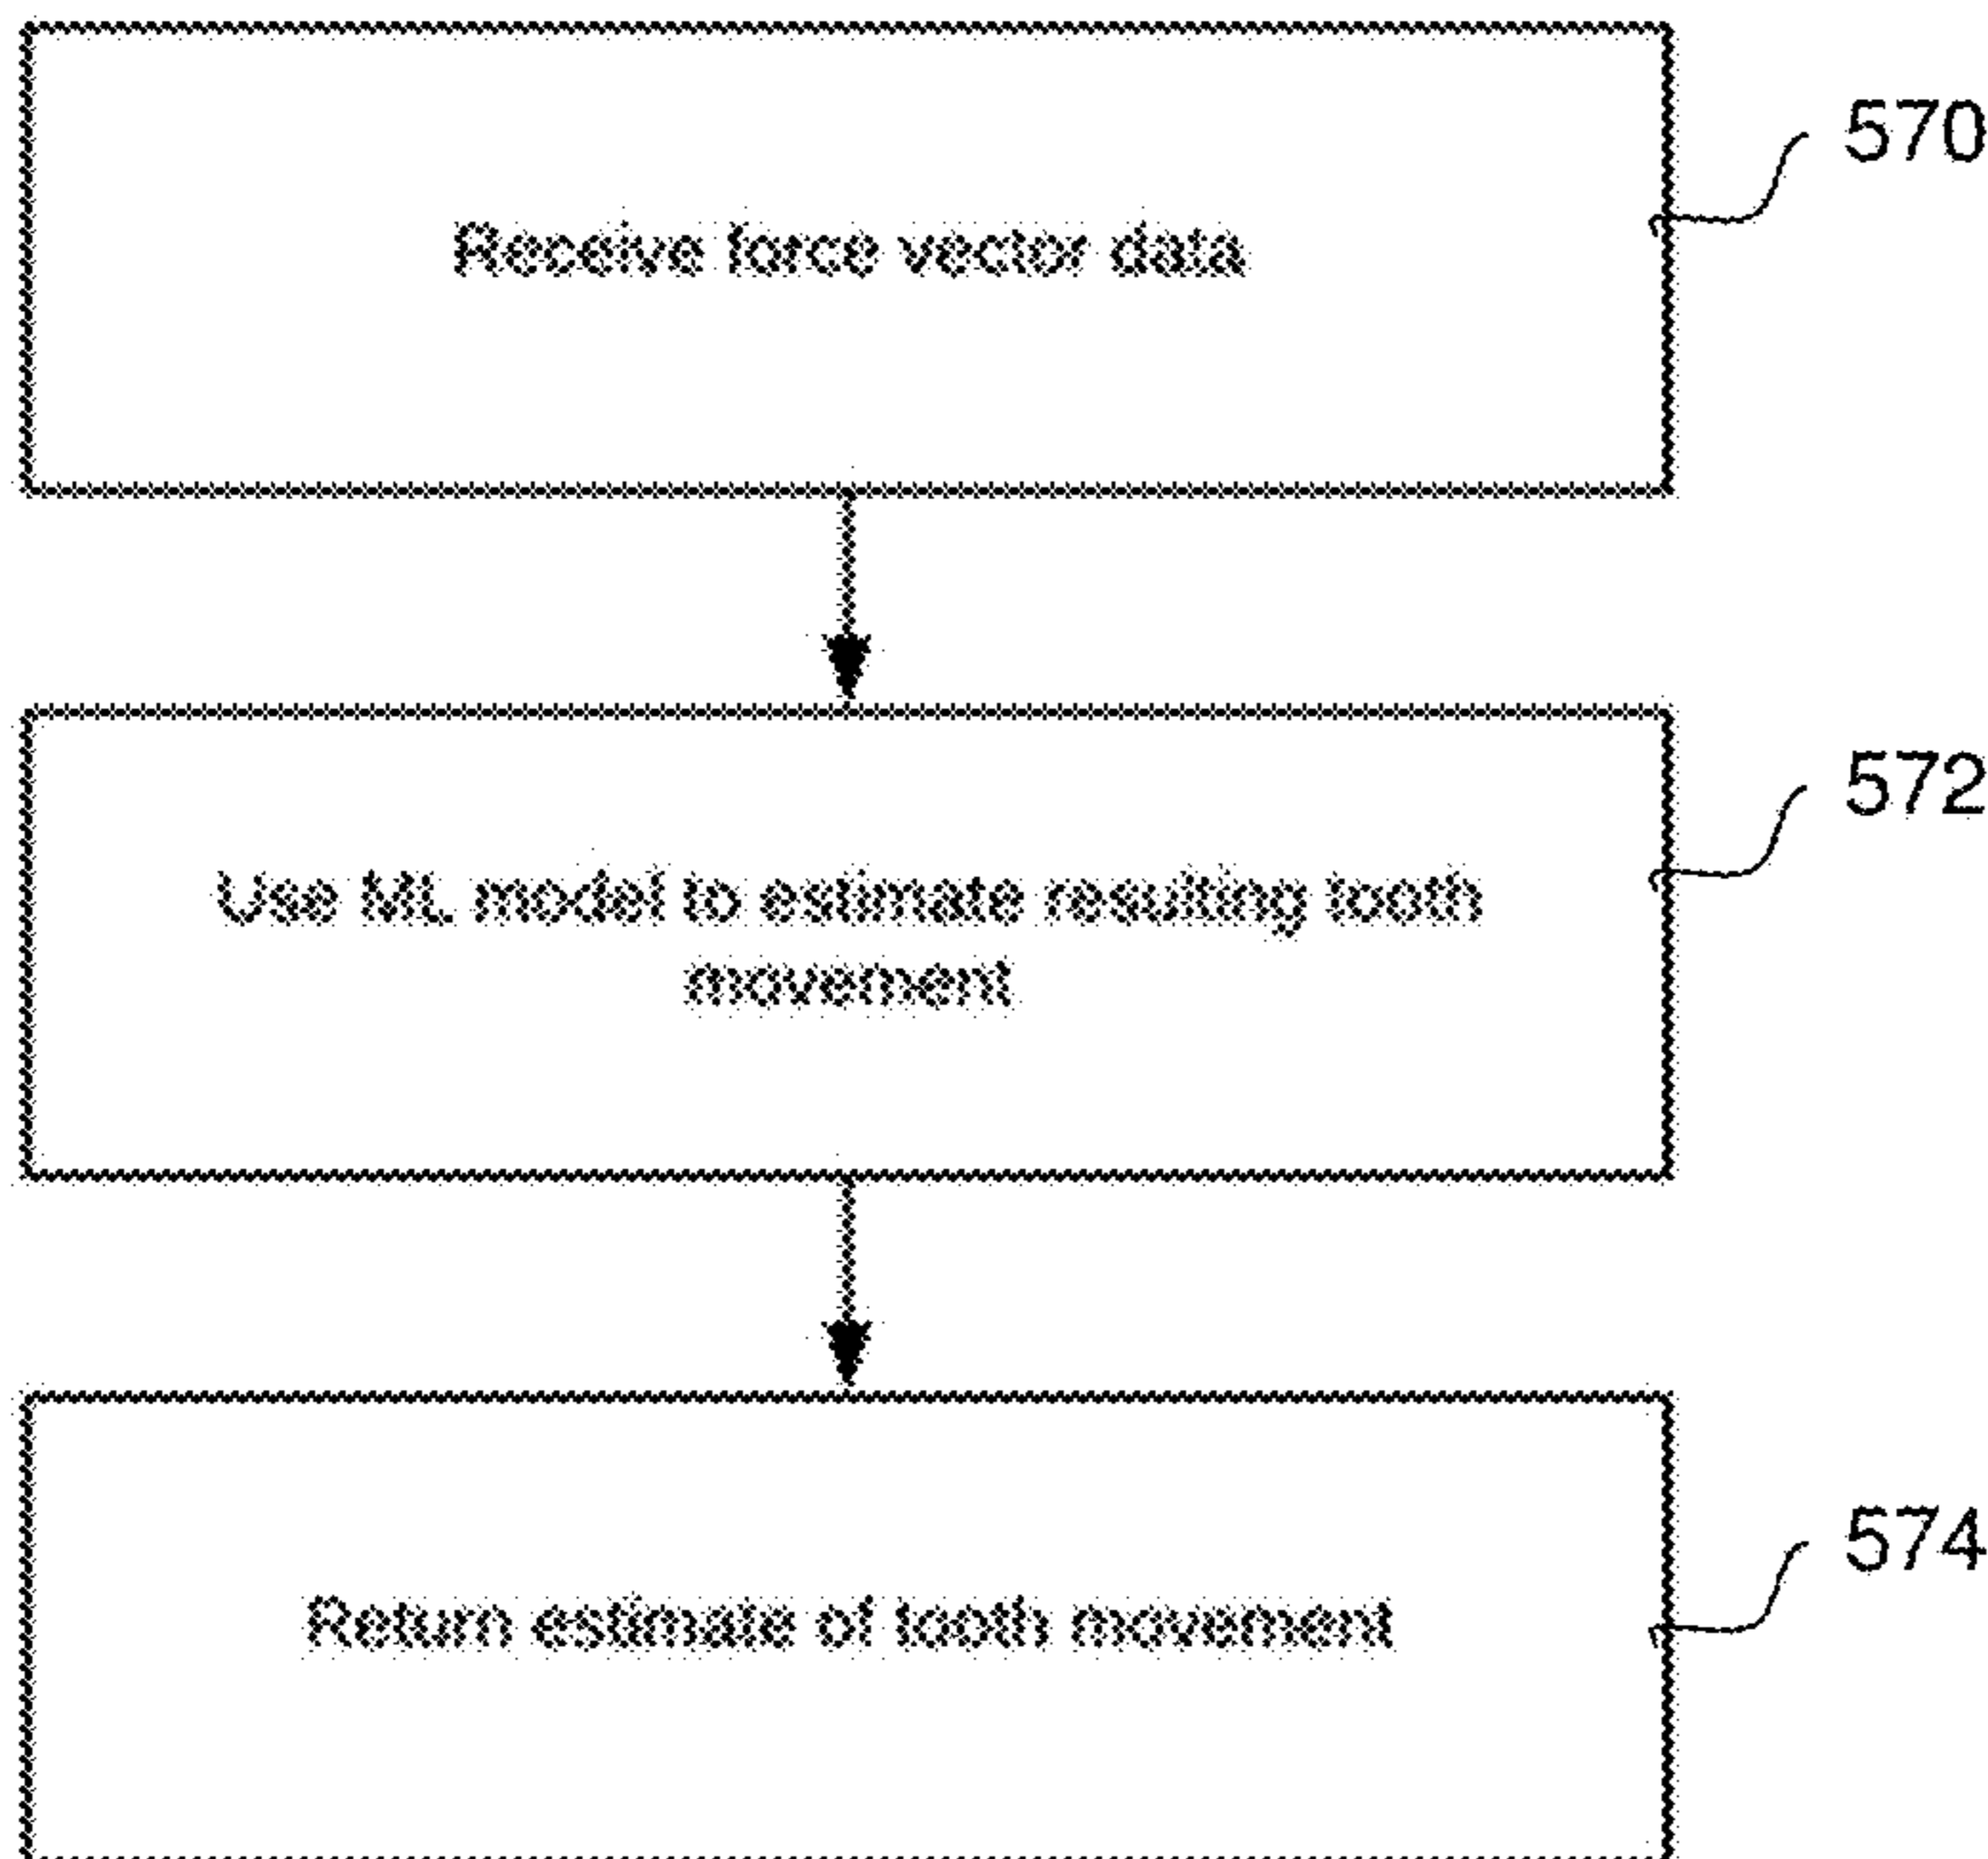 570
Receive force vector data
572
Use ML model to estimate resulting tooth
movement
574
Return estimate of tooth movement